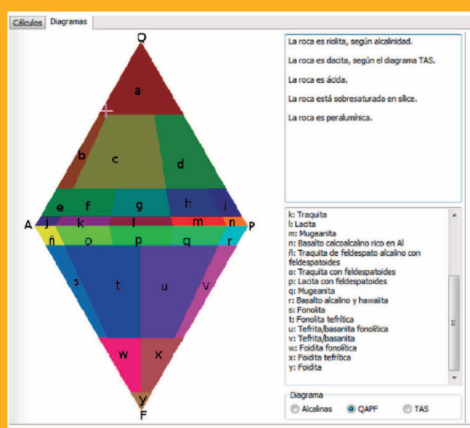 Cálculos Diagramas
La roca es riolita, según alcalinidad.
La roca es dacita, según el diagrama TAS.
La roca es ácida.
La roca está sobresaturada en sílice.
La roca es peralumínica.
Q
a
b c d
e f g h i
A j k l m n P
ñ o p q r
s t u v
w x
y
F
k: Traquita
l: Lacita
m: Mugeanita
n: Basalto calcoalcalino rico en Al
ñ: Traquita de feldespato alcalino con
feldespatoides
o: Traquita con feldespatoides
p: Lacita con feldespatoides
q: Mugeanita
r: Basalto alcalino y hawaiita
s: Fonolita
t: Fonolita tefrítica
u: Tefrita/basanita fonolítica
v: Tefrita/basanita
w: Foidita fonolítica
x: Foidita tefrítica
y: Foidita
Diagrama
Alcalinas QAPF TAS